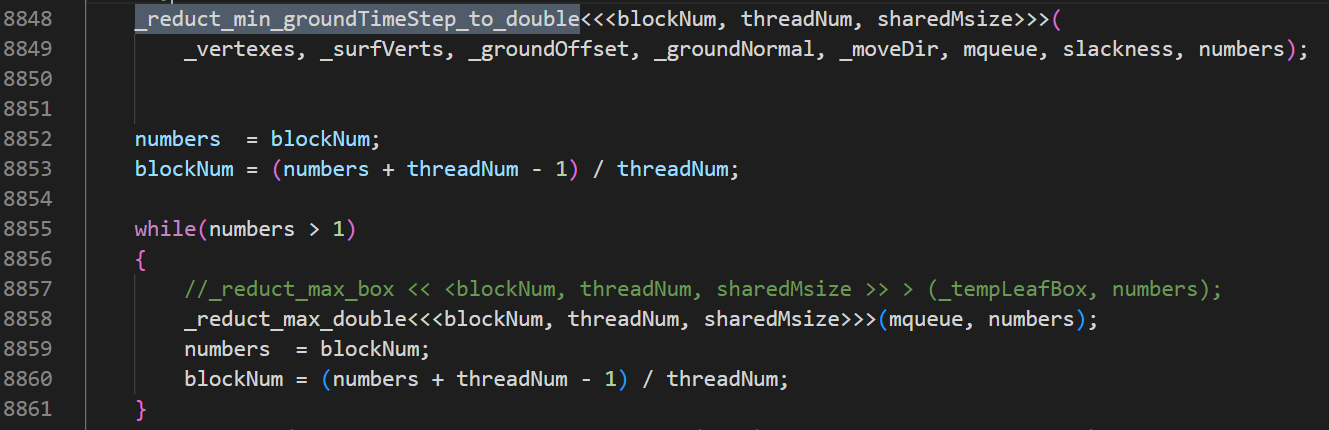 8848 _reduct_min_groundTimeStep_to_double<<<blockNum, threadNum, sharedMsize>>>(
8849 _vertexes, _surfVerts, _groundOffset, _groundNormal, _moveDir, mqueue, slackness, numbers);
8850
8851
8852 numbers  = blockNum;
8853 blockNum = (numbers + threadNum - 1) / threadNum;
8854
8855 while(numbers > 1)
8856 {
8857 //_reduct_max_box << <blockNum, threadNum, sharedMsize >> > (_tempLeafBox, numbers);
8858 _reduct_max_double<<<blockNum, threadNum, sharedMsize>>>(mqueue, numbers);
8859 numbers  = blockNum;
8860 blockNum = (numbers + threadNum - 1) / threadNum;
8861 }